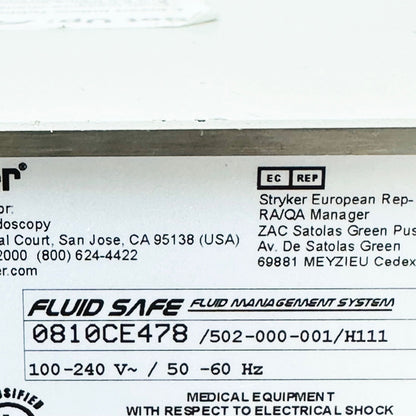 or:
doscopy
al Court, San Jose, CA 95138 (USA)
2000 (800) 624-4422
er.com
EC REP
Stryker European Rep-
RA/QA Manager
ZAC Satolas Green Pus
Av. De Satolas Green
69881 MEYZIEU Cedex
FLUID SAFE FLUID MANAGEMENT SYSTEM
0810CE478 /502-000-001/H111
100-240 V~ / 50 -60 Hz
SSIFIED
MEDICAL EQUIPMENT
WITH RESPECT TO ELECTRICAL SHOCK